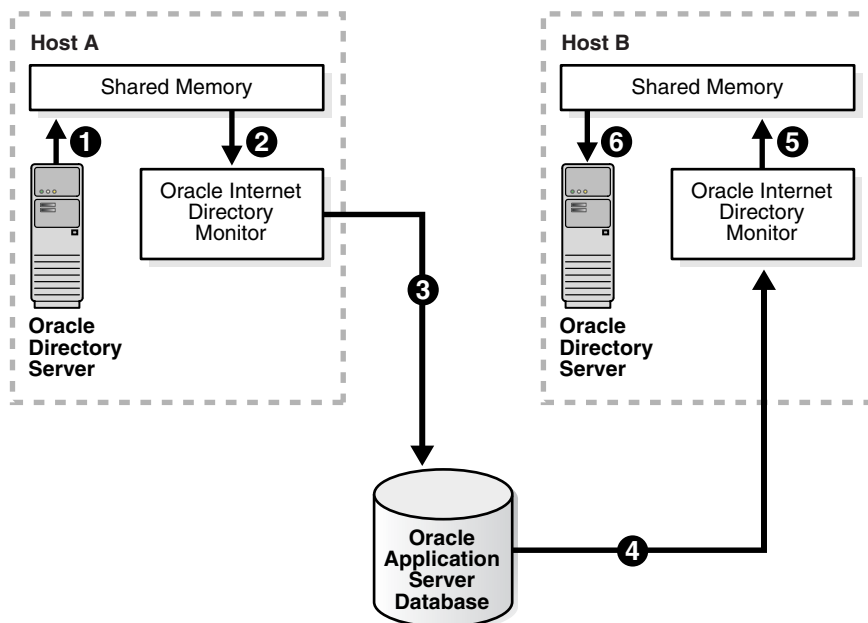 Host A
Shared Memory
1
2
Oracle Internet
Directory
Monitor
Oracle
Directory
Server
3
Host B
Shared Memory
6
5
Oracle Internet
Directory
Monitor
Oracle
Directory
Server
Oracle
Application
Server
Database
4